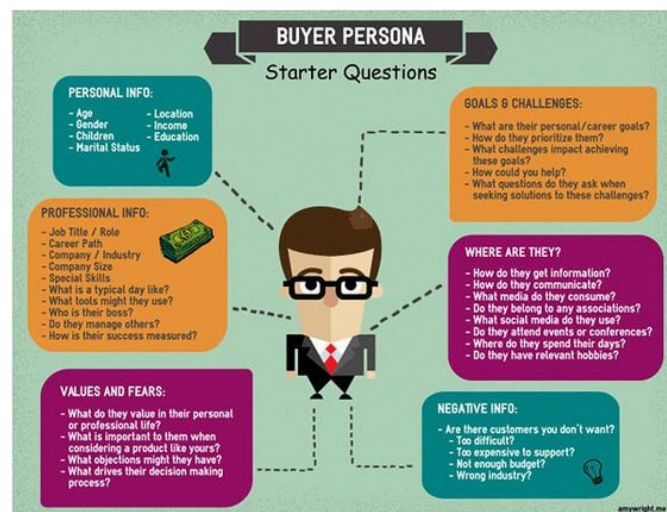 BUYER PERSONA
Starter Questions
PERSONAL INFO:
- Age
- Gender
- Children
- Marital Status
- Location
- Income
- Education
GOALS & CHALLENGES:
- What are their personal/career goals?
- How do they prioritize them?
- What challenges impact achieving
these goals?
- How could you help?
- What questions do they ask when
seeking solutions to these challenges?
PROFESSIONAL INFO:
- Job Title / Role
- Career Path
- Company / Industry
- Company Size
- Special Skills
- What is a typical day like?
- What tools might they use?
- Who is their boss?
- Do they manage others?
- How is their success measured?
WHERE ARE THEY?
- How do they get information?
- How do they communicate?
- What media do they consume?
- Do they belong to any associations?
- What social media do they use?
- Do they attend events or conferences?
- Where do they spend their days?
- Do they have relevant hobbies?
VALUES AND FEARS:
- What do they value in their personal
or professional life?
- What is important to them when
considering a product like yours?
- What objections might they have?
- What drives their decision making
process?
NEGATIVE INFO:
- Are there customers you don't want?
- Too difficult?
- Too expensive to support?
- Not enough budget?
- Wrong industry?
amywright.me